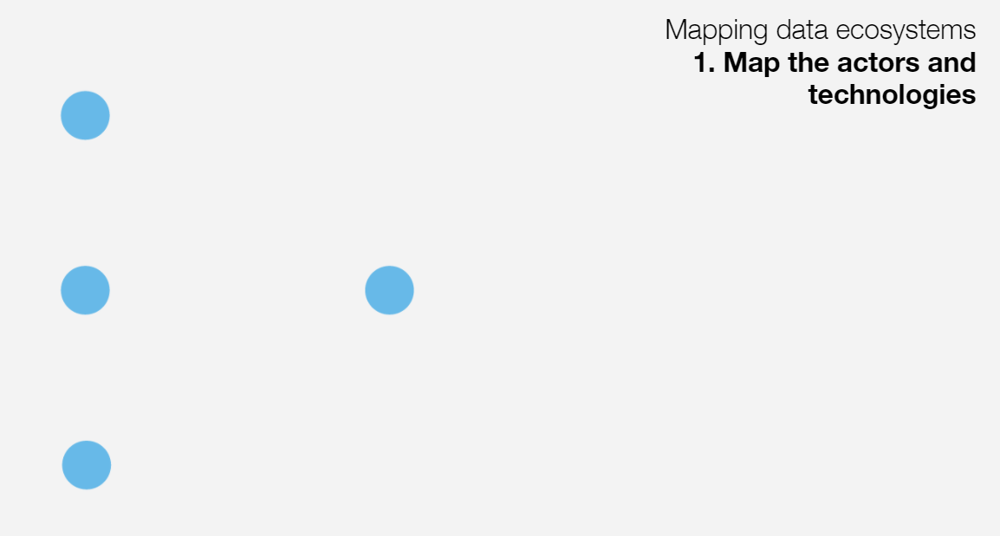 Mapping data ecosystems
1. Map the actors and
technologies